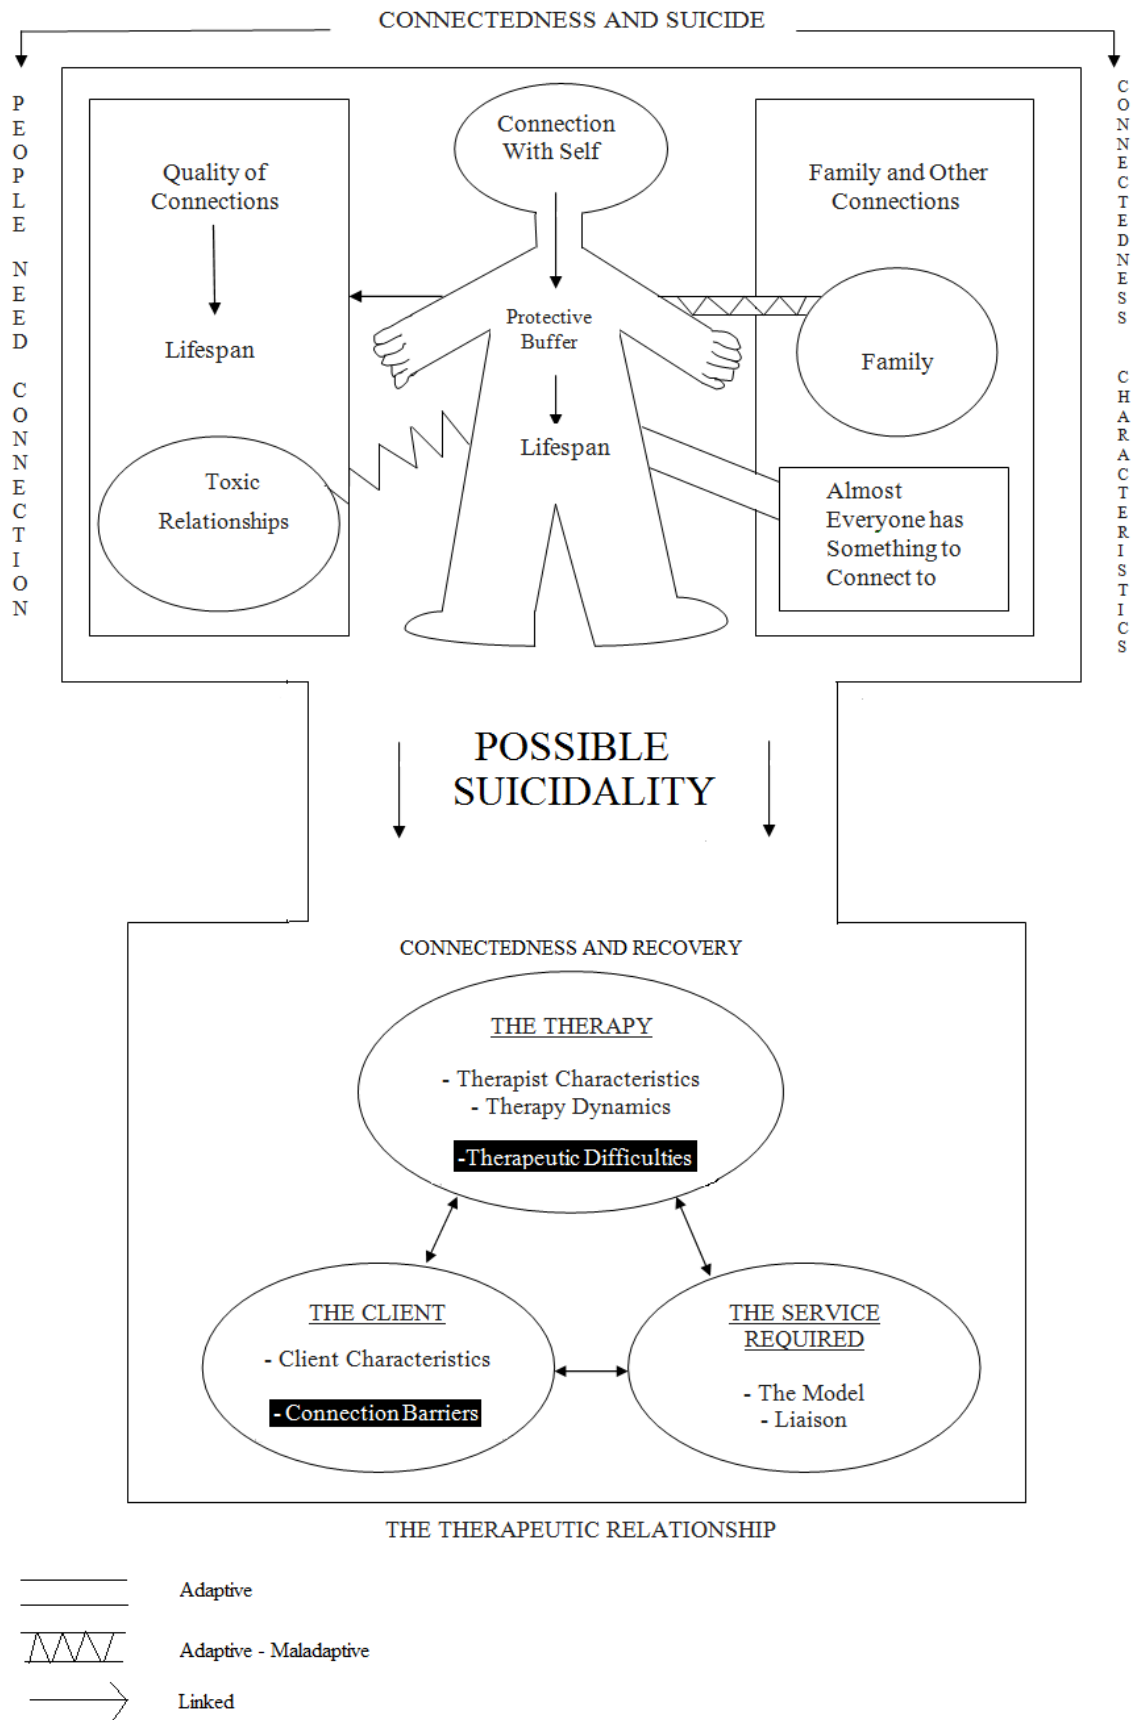 CONNECTEDNESS AND SUICIDE
PEOPLE NEED CONNECTION
Quality of
Connections
Lifespan
Toxic
Relationships
Connection
With Self
Protective
Buffer
Lifespan
Family and Other
Connections
Family
Almost
Everyone has
Something to
Connect to
CONNECTEDNESS CHARACTERISTICS
POSSIBLE
SUICIDALITY
CONNECTEDNESS AND RECOVERY
THE THERAPY
- Therapist Characteristics
- Therapy Dynamics
-Therapeutic Difficulties
THE CLIENT
- Client Characteristics
- Connection Barriers
THE SERVICE
REQUIRED
- The Model
- Liaison
THE THERAPEUTIC RELATIONSHIP
Adaptive
Adaptive - Maladaptive
Linked